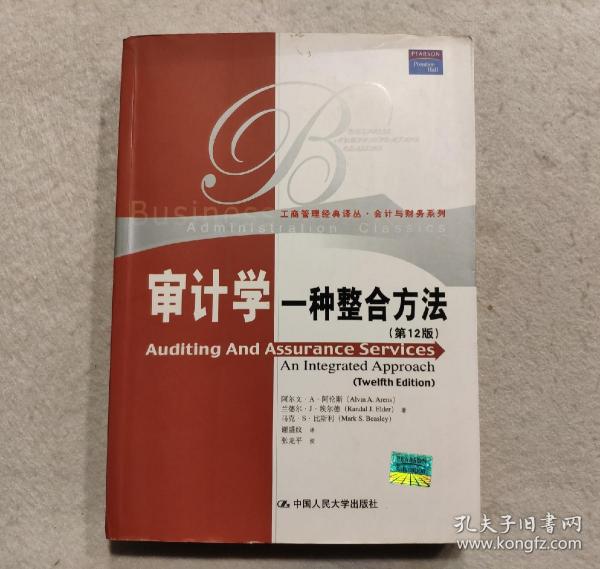 PEARSON
Prentice
Hall
B
Business
工商管理经典译丛·会计与财务系列
Administration Classics
审计学 一种整合方法
(第12版)
Auditing And Assurance Services
An Integrated Approach
(Twelfth Edition)
阿尔文·A·阿伦斯 (Alvin A. Arens)
兰德尔·J·埃尔德 (Randal J. Elder) 著
马克·S·比斯利 (Mark S. Beasley)
谢盛纹 译
张龙平 校
中国人民大学出版社
孔夫子旧书网
www.kongfz.com